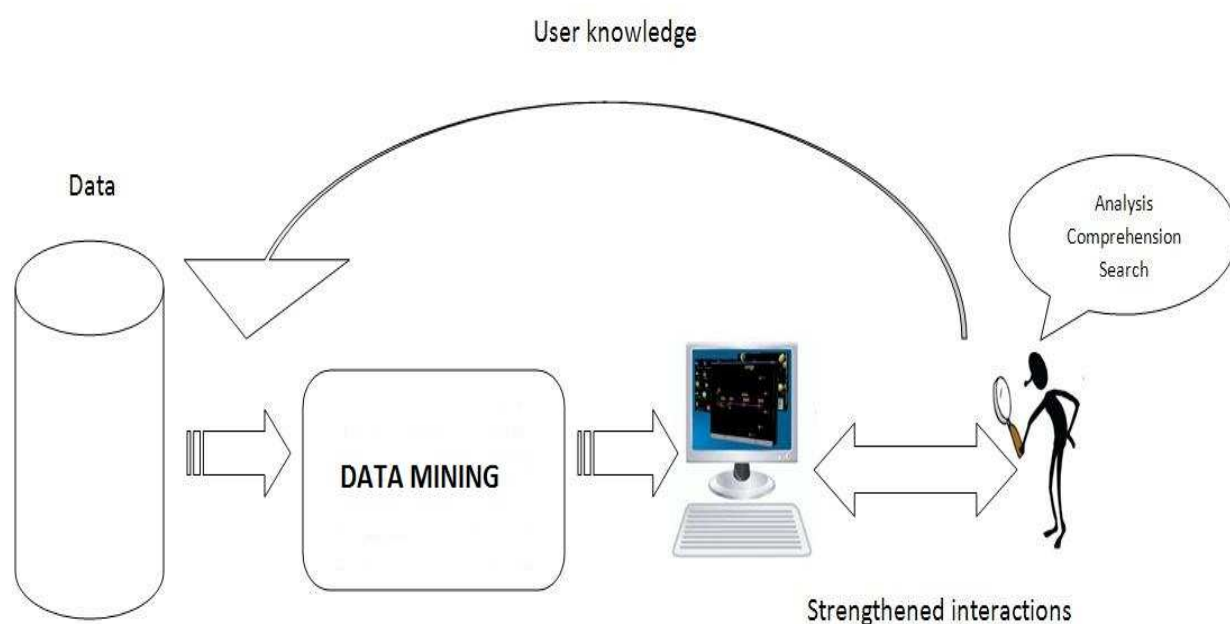 User knowledge
Data
Analysis
Comprehension
Search
DATA MINING
Strengthened interactions